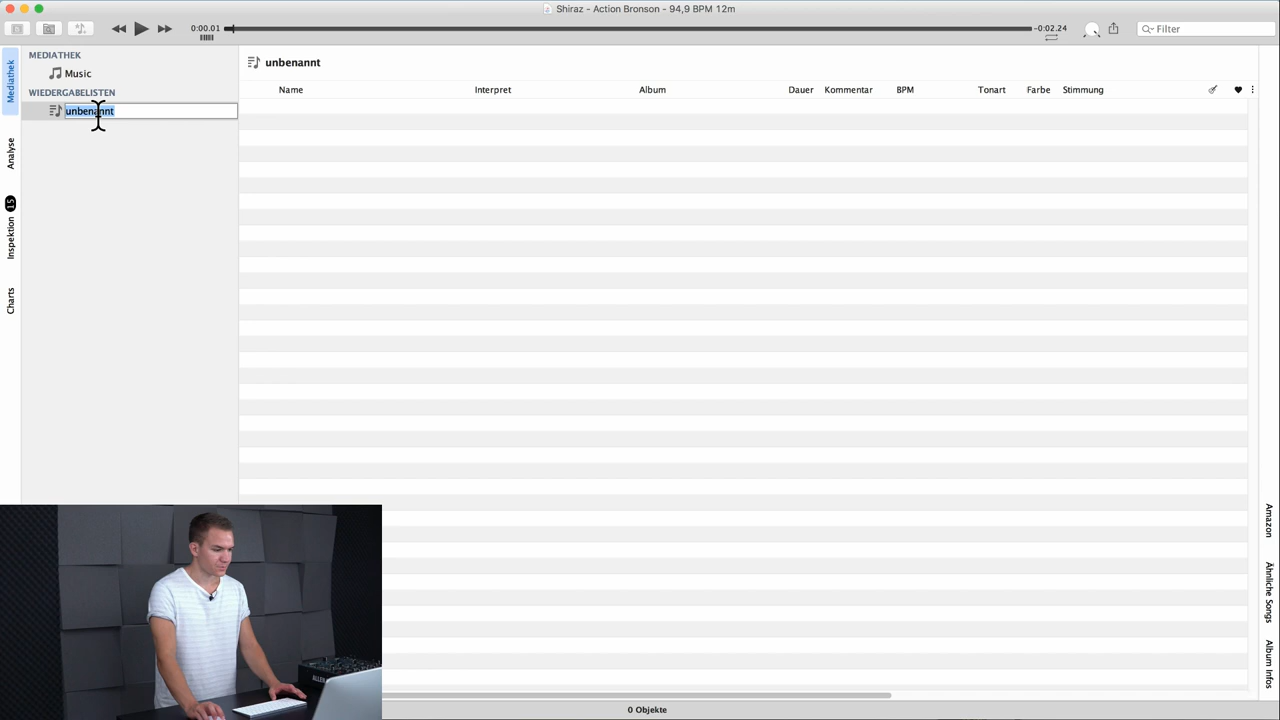 Shiraz - Action Bronson - 94,9 BPM 12m
0:00.01
-0:02.24
Filter
Mediathek
Analyse
Inspektion 15
Charts
MEDIATHEK
Music
WIEDERGABELISTEN
unbenannt
unbenannt
Name Interpret Album Dauer Kommentar BPM Tonart Farbe Stimmung
Amazon
Ähnliche Songs
Album Infos
ALLEN
0 Objekte